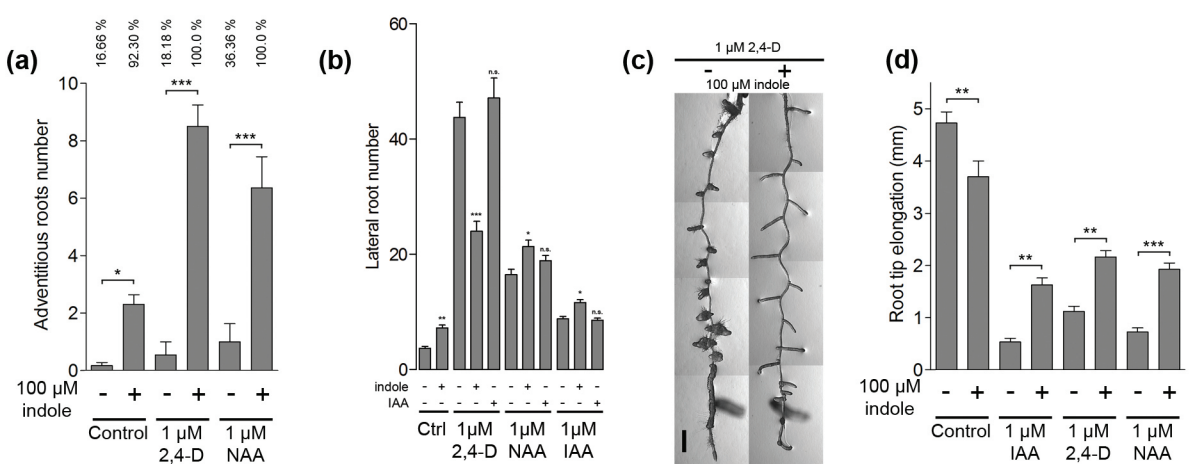 (a)
16.66 %
92.30 %
18.18 %
100.0 %
36.36 %
100.0 %
Adventitious roots number
10
8
6
4
2
0
*
***
***
100 µM
indole
- + - + - +
Control
1 µM
2,4-D
1 µM
NAA
(b)
Lateral root number
60
40
20
0
**
***
n.s.
*
n.s.
*
n.s.
indole - + - + - - + - - + -
IAA - - - - + - - + - - +
Ctrl
1µM
2,4-D
1µM
NAA
1µM
IAA
(c)
1 µM 2,4-D
- +
100 µM indole
(d)
Root tip elongation (mm)
5
4
3
2
1
0
**
**
**
***
100 µM
indole
- + - + - + - +
Control
1 µM
IAA
1 µM
2,4-D
1 µM
NAA